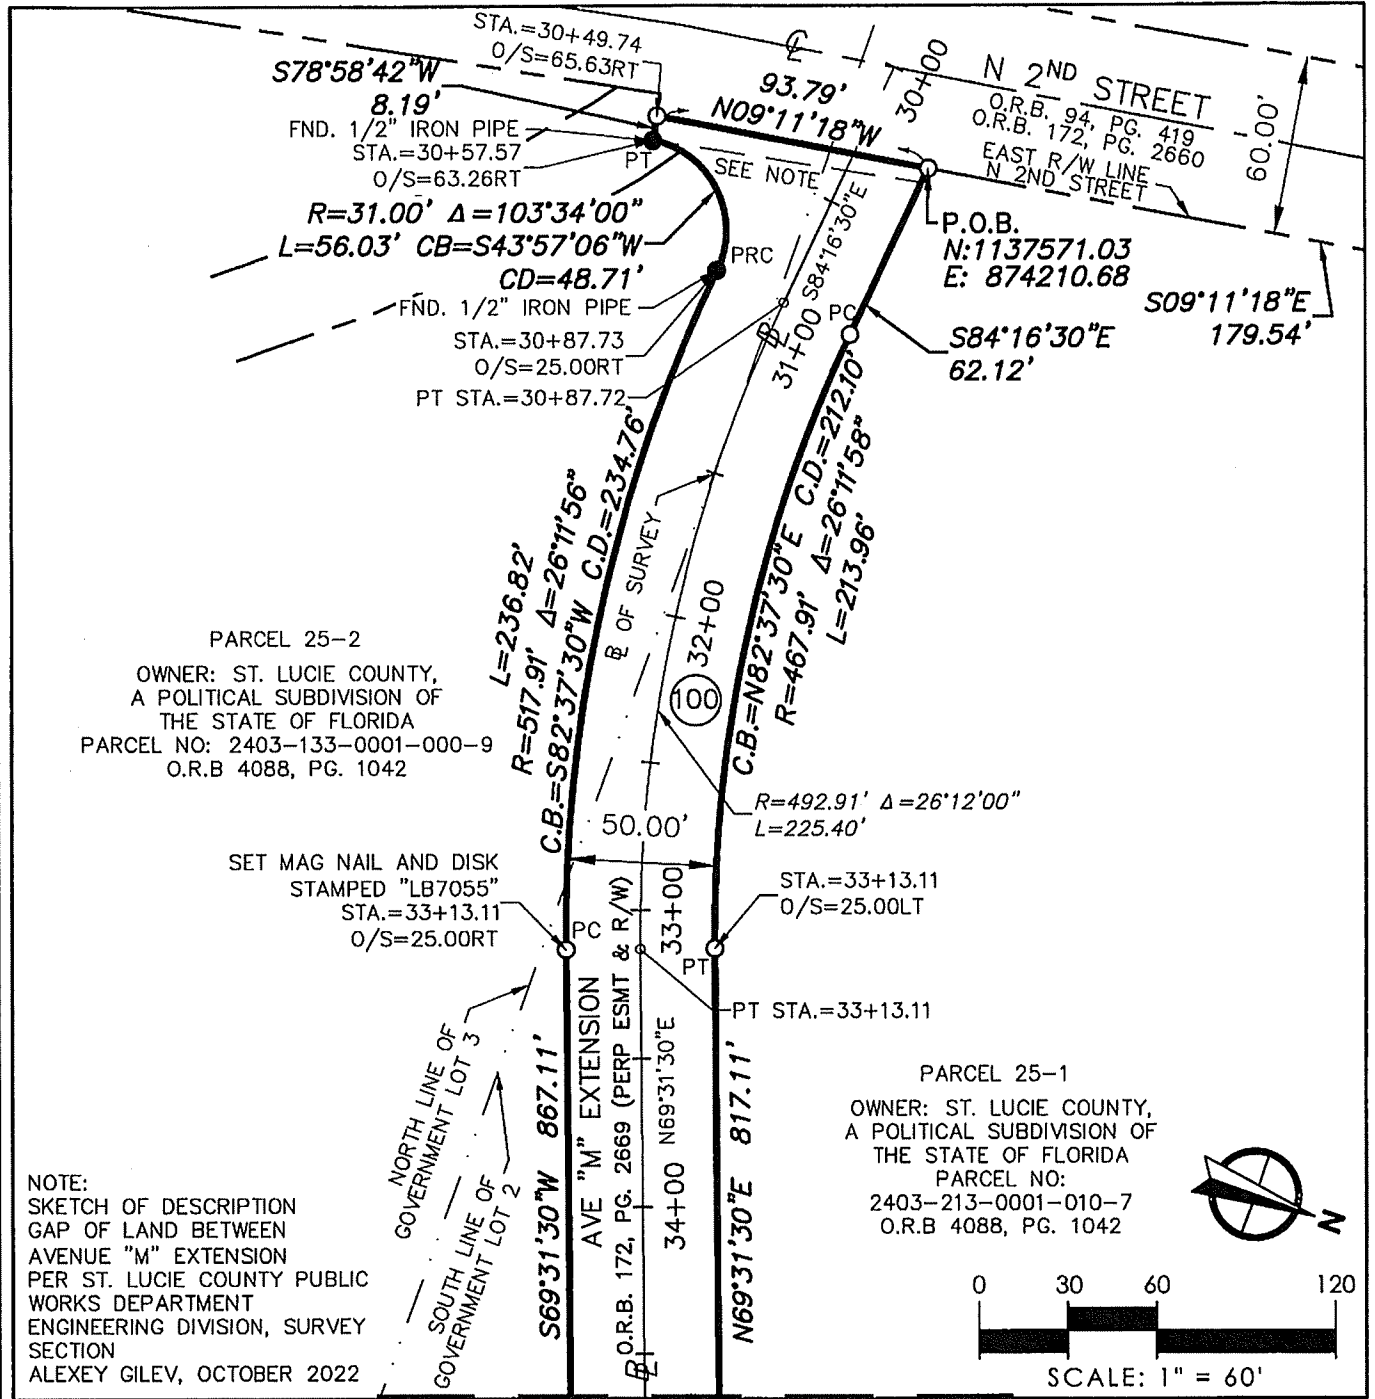 STA.=30+49.74
O/S=65.63RT
S78°58'42"W
8.19'
FND. 1/2" IRON PIPE
STA.=30+57.57
O/S=63.26RT
PT
R=31.00' Δ=103°34'00"
L=56.03' CB=S43°57'06"W
CD=48.71'
FND. 1/2" IRON PIPE
PRC
STA.=30+87.73
O/S=25.00RT
PT STA.=30+87.72
℄
93.79'
N09°11'18"W
SEE NOTE
30+00
N 2ND STREET
O.R.B. 94, PG. 419
O.R.B. 172, PG. 2660
EAST R/W LINE
N 2ND STREET
60.00'
P.O.B.
N:1137571.03
E: 874210.68
S09°11'18"E
179.54'
S84°16'30"E
62.12'
PC
S84°16'30"E
BL
31+00
L=236.82'
R=517.91' Δ=26°11'56"
C.B.=S82°37'30"W C.D.=234.76'
BL OF SURVEY
32+00
100
C.B.=N82°37'30"E C.D.=212.10'
R=467.91' Δ=26°11'58"
L=213.96'
PARCEL 25-2
OWNER: ST. LUCIE COUNTY,
A POLITICAL SUBDIVISION OF
THE STATE OF FLORIDA
PARCEL NO: 2403-133-0001-000-9
O.R.B 4088, PG. 1042
R=492.91' Δ=26°12'00"
L=225.40'
50.00'
SET MAG NAIL AND DISK
STAMPED "LB7055"
STA.=33+13.11
O/S=25.00RT
PC
33+00
STA.=33+13.11
O/S=25.00LT
PT
PT STA.=33+13.11
NORTH LINE OF
GOVERNMENT LOT 3
SOUTH LINE OF
GOVERNMENT LOT 2
S69°31'30"W 867.11'
AVE "M" EXTENSION
O.R.B. 172, PG. 2669 (PERP ESMT & R/W)
BL
34+00
N69°31'30"E
N69°31'30"E 817.11'
PARCEL 25-1
OWNER: ST. LUCIE COUNTY,
A POLITICAL SUBDIVISION OF
THE STATE OF FLORIDA
PARCEL NO:
2403-213-0001-010-7
O.R.B 4088, PG. 1042
N
NOTE:
SKETCH OF DESCRIPTION
GAP OF LAND BETWEEN
AVENUE "M" EXTENSION
PER ST. LUCIE COUNTY PUBLIC
WORKS DEPARTMENT
ENGINEERING DIVISION, SURVEY
SECTION
ALEXEY GILEV, OCTOBER 2022
0 30 60 120
SCALE: 1" = 60'